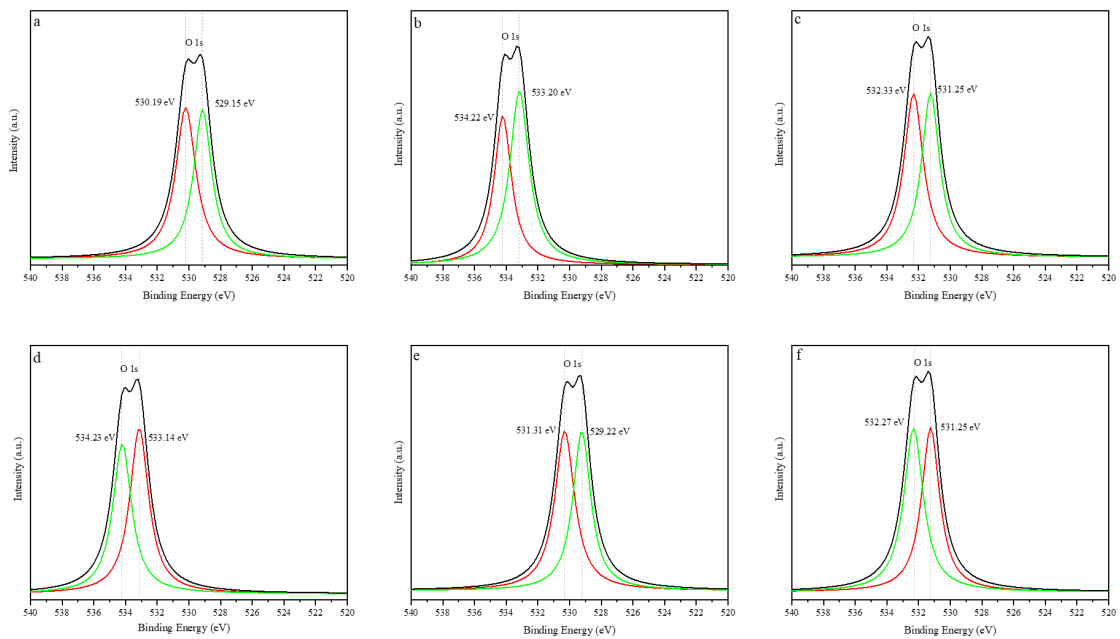 a
O 1s
530.19 eV
529.15 eV
Intensity (a.u.)
540 538 536 534 532 530 528 526 524 522 520
Binding Energy (eV)
b
O 1s
534.22 eV
533.20 eV
Intensity (a.u.)
540 538 536 534 532 530 528 526 524 522 520
Binding Energy (eV)
c
O 1s
532.33 eV
531.25 eV
Intensity (a.u.)
540 538 536 534 532 530 528 526 524 522 520
Binding Energy (eV)
d
O 1s
534.23 eV
533.14 eV
Intensity (a.u.)
540 538 536 534 532 530 528 526 524 522 520
Binding Energy (eV)
e
O 1s
531.31 eV
529.22 eV
Intensity (a.u.)
540 538 536 534 532 530 528 526 524 522 520
Binding Energy (eV)
f
O 1s
532.27 eV
531.25 eV
Intensity (a.u.)
540 538 536 534 532 530 528 526 524 522 520
Binding Energy (eV)